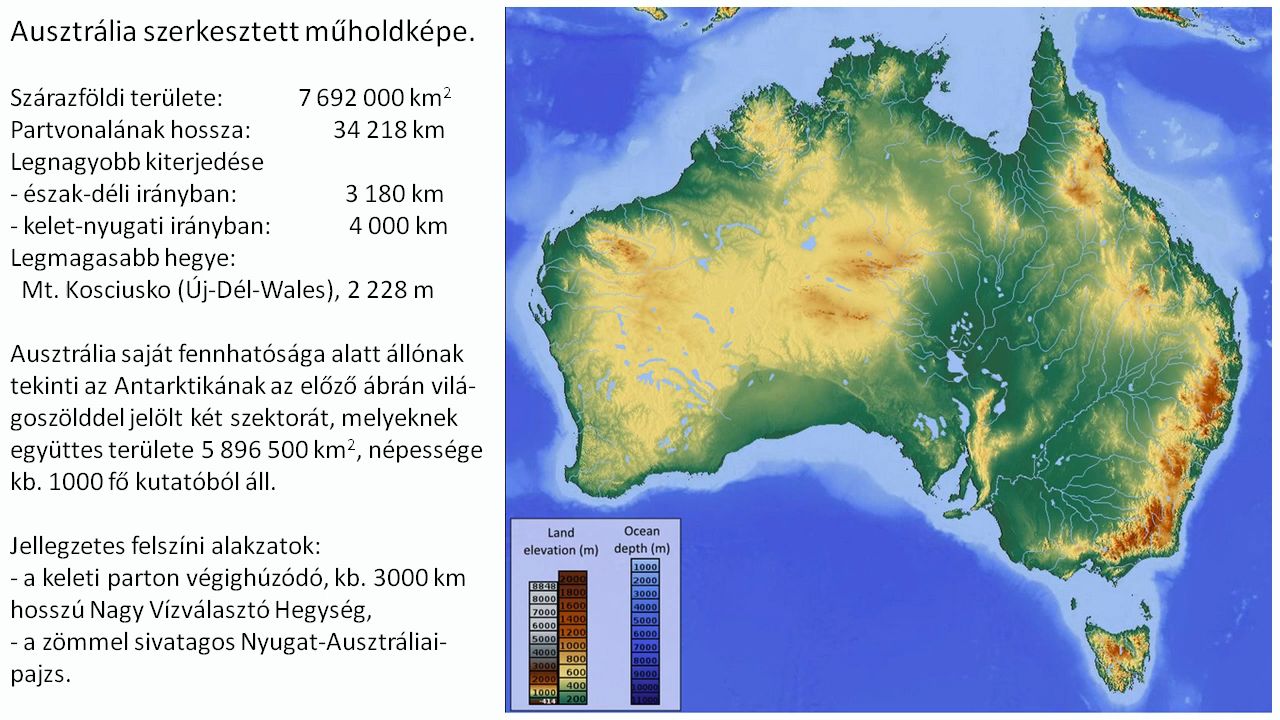 Ausztrália szerkesztett műholdképe.
Szárazföldi területe: 7 692 000 km²
Partvonalának hossza: 34 218 km
Legnagyobb kiterjedése
- észak-déli irányban: 3 180 km
- kelet-nyugati irányban: 4 000 km
Legmagasabb hegye:
Mt. Kosciusko (Új-Dél-Wales), 2 228 m
Ausztrália saját fennhatósága alatt állónak
tekinti az Antarktikának az előző ábrán vilá-
goszölddel jelölt két szektorát, melyeknek
együttes területe 5 896 500 km², népessége
kb. 1000 fő kutatóból áll.
Jellegzetes felszíni alakzatok:
- a keleti parton végighúzódó, kb. 3000 km
hosszú Nagy Vízválasztó Hegység,
- a zömmel sivatagos Nyugat-Ausztráliai-
pajzs.
Land
elevation (m)
8848
8000
7000
6000
5000
4000
3000
2000
1000
-414
2000
1800
1600
1400
1200
1000
800
600
400
200
Ocean
depth (m)
1000
2000
3000
4000
5000
6000
7000
8000
9000
10000
11000